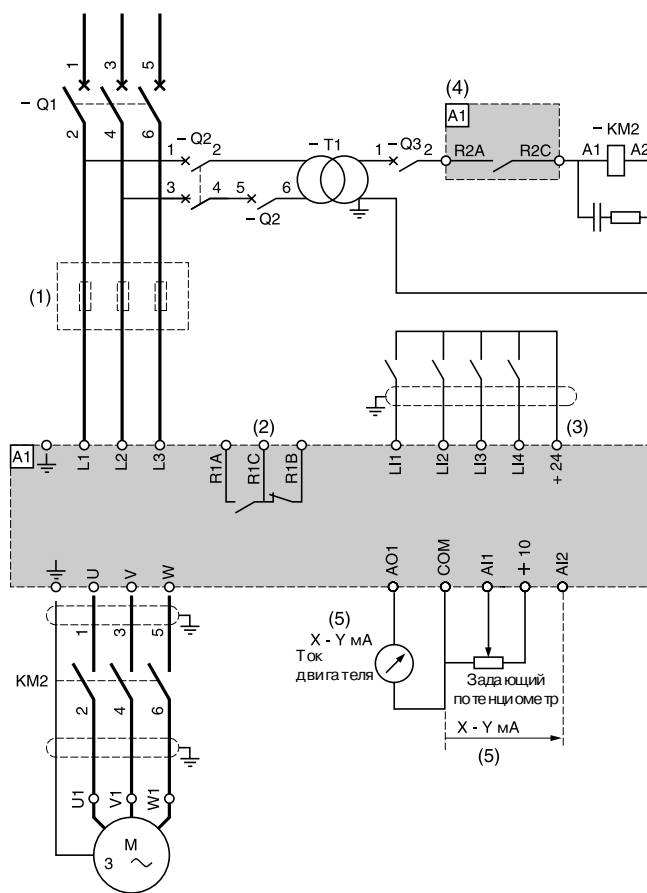 1 3 5
– Q1
2 4 6
– Q2
1 2
3 4 5 6
– Q2
– T1
1 – Q3 2
(4)
A1
R2A R2C
– KM2
A1 A2
(1)
(2)
(3)
A1
L1 L2 L3
R1A R1C R1B
LI1 LI2 LI3 LI4 + 24
U V W
AO1 COM AI1 + 10 AI2
1 3 5
KM2
2 4 6
(5)
X - Y мА
Ток
двигателя
Задающий
потенциометр
X - Y мА
(5)
U1 V1 W1
M
3